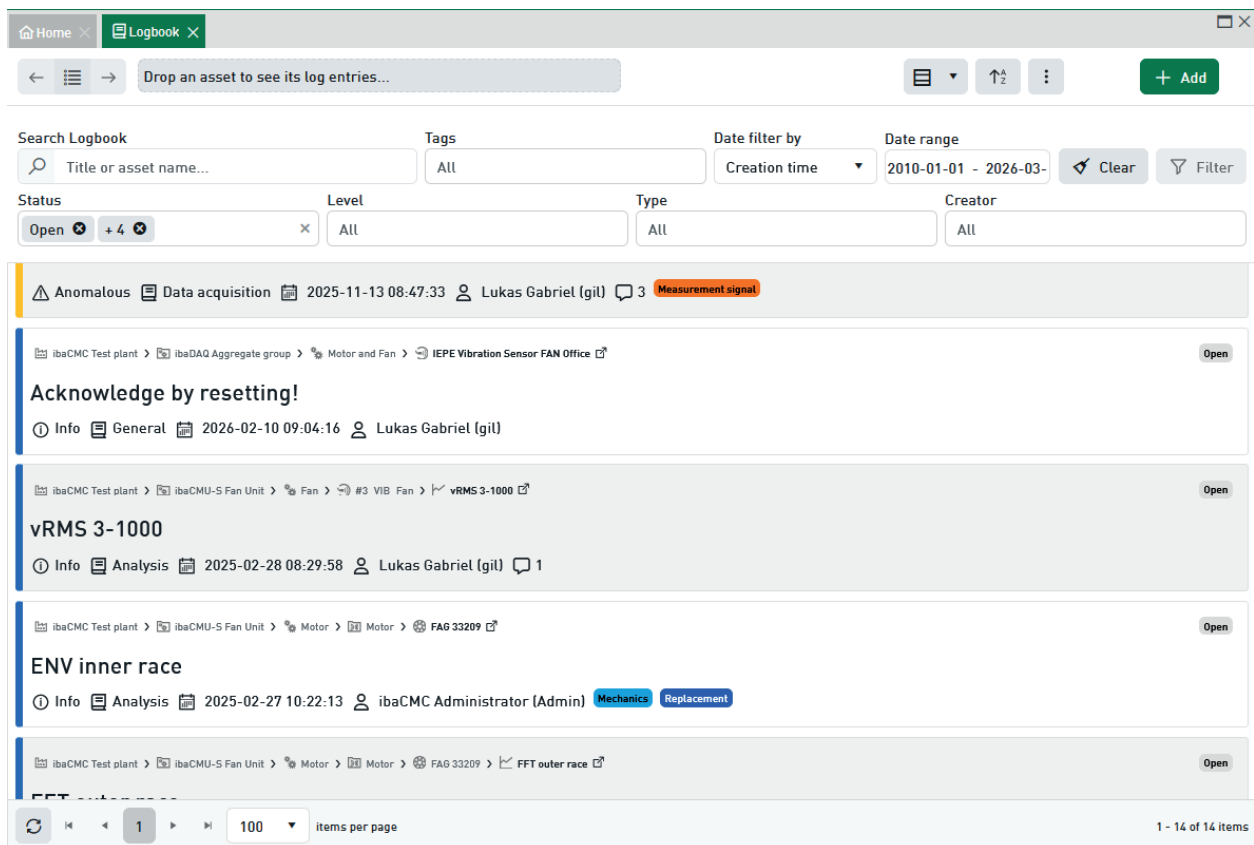 Home Logbook
Drop an asset to see its log entries... Add
Search Logbook Tags Date filter by Date range
Title or asset name... All Creation time 2010-01-01 - 2026-03- Clear Filter
Status Level Type Creator
Open + 4 All All All
Anomalous Data acquisition 2025-11-13 08:47:33 Lukas Gabriel (gil) 3 Measurement signal
ibaCMC Test plant > ibaDAQ Aggregate group > Motor and Fan > IEPE Vibration Sensor FAN Office Open
Acknowledge by resetting!
Info General 2026-02-10 09:04:16 Lukas Gabriel (gil)
ibaCMC Test plant > ibaCMU-S Fan Unit > Fan > #3 VIB Fan > vRMS 3-1000 Open
vRMS 3-1000
Info Analysis 2025-02-28 08:29:58 Lukas Gabriel (gil) 1
ibaCMC Test plant > ibaCMU-S Fan Unit > Motor > Motor > FAG 33209 Open
ENV inner race
Info Analysis 2025-02-27 10:22:13 ibaCMC Administrator (Admin) Mechanics Replacement
ibaCMC Test plant > ibaCMU-S Fan Unit > Motor > Motor > FAG 33209 > FFT outer race Open
FFT outer race
1 100 items per page 1 - 14 of 14 items